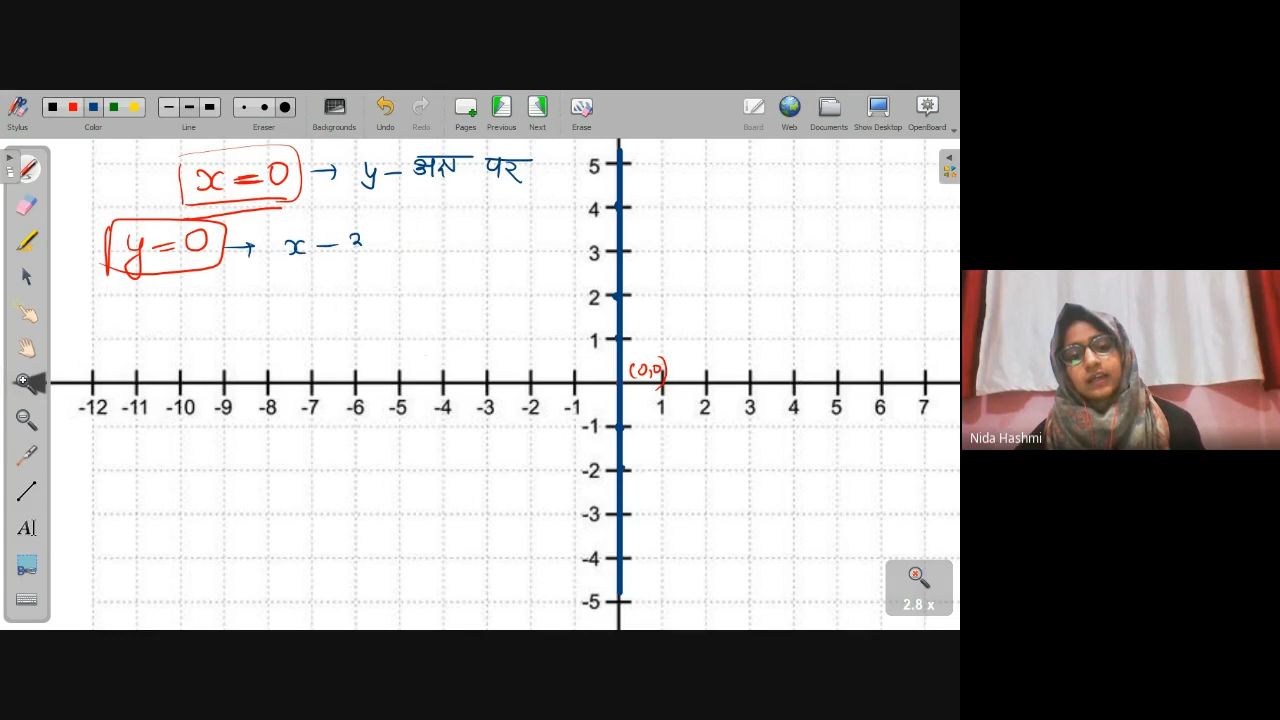 Stylus Color Line Eraser Backgrounds Undo Redo Pages Previous Next Erase Board Web Documents Show Desktop OpenBoard
x = 0 → y - अक्ष पर
y = 0 → x -
5
4
3
2
1
(0,0)
-12 -11 -10 -9 -8 -7 -6 -5 -4 -3 -2 -1 1 2 3 4 5 6 7
-1
-2
-3
-4
-5
2.8 x
Nida Hashmi